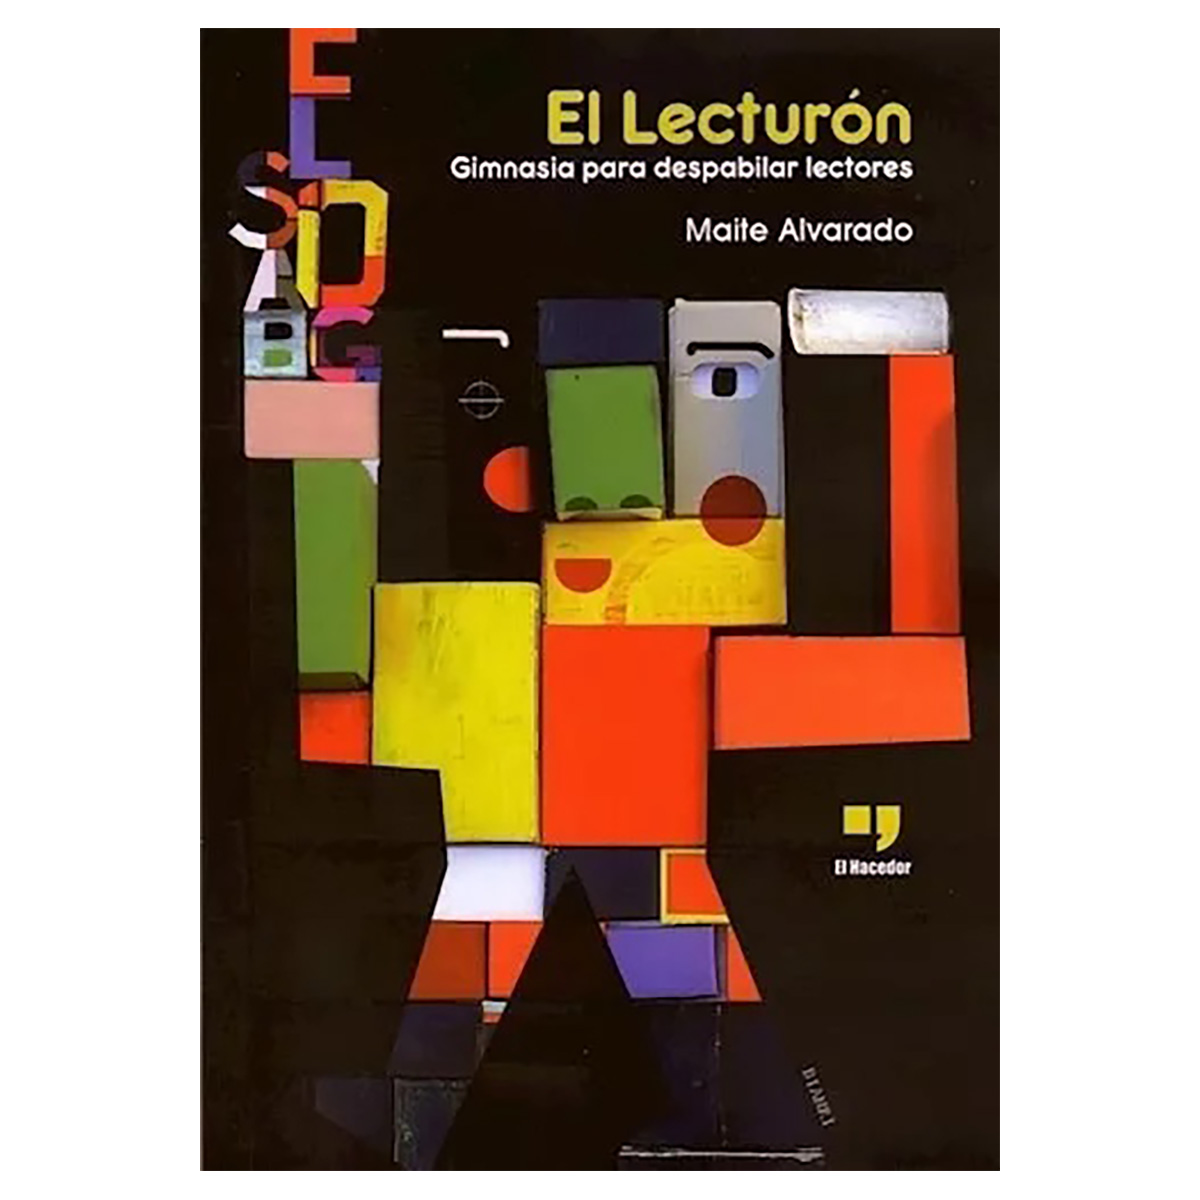 El Lecturón
Gimnasia para despabilar lectores
Maite Alvarado
E
L
S
O
A
B
G
El Hacedor